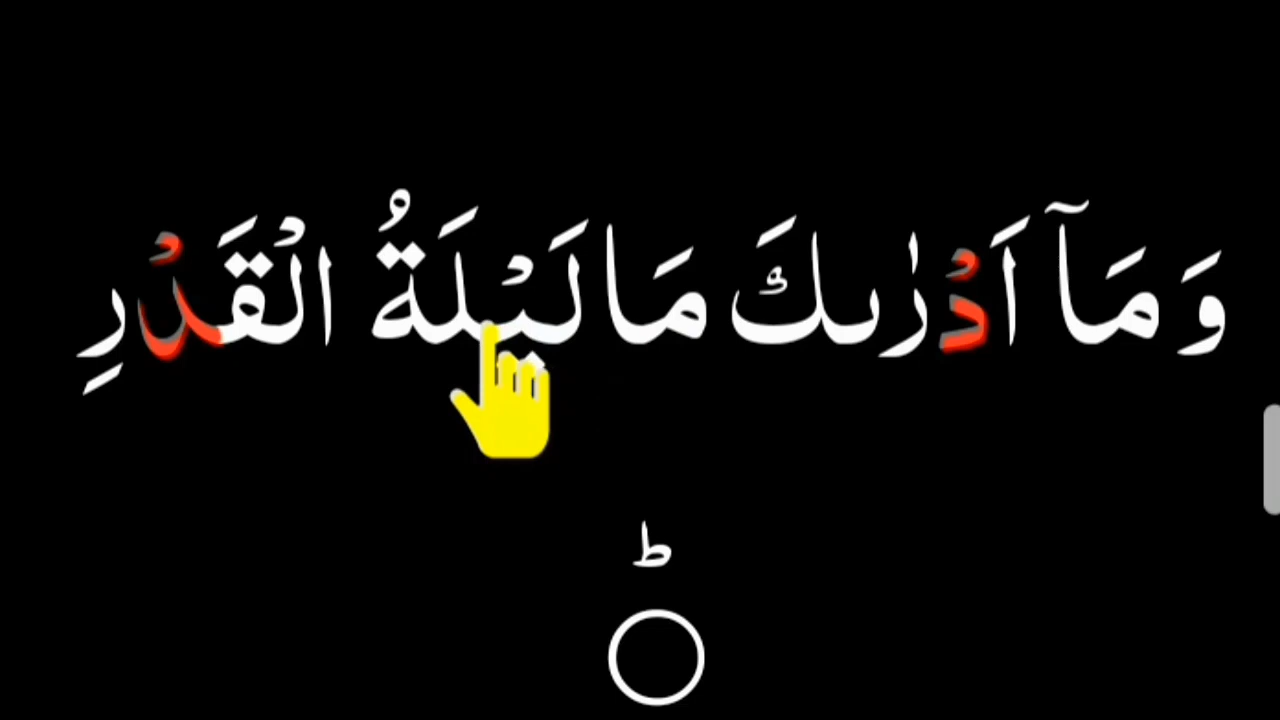 وَمَآ اَدْرٰىكَ مَا لَيْلَةُ الْقَدْرِ
ؕ